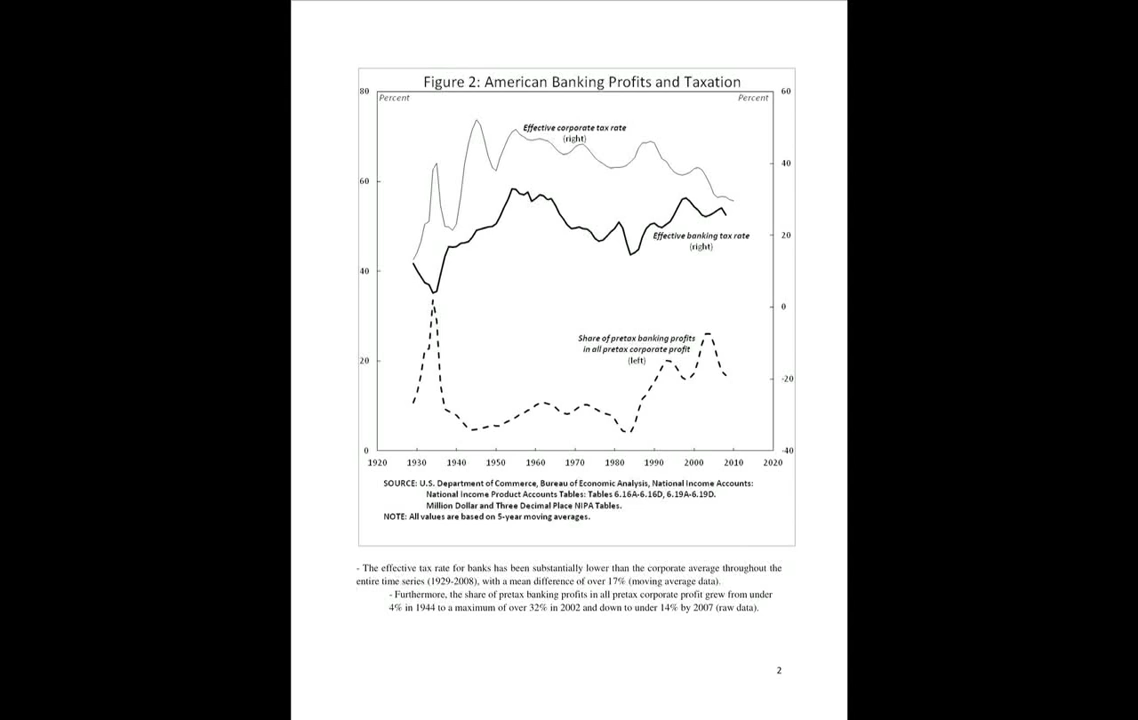 Figure 2: American Banking Profits and Taxation
80
60
Percent
Percent
Effective corporate tax rate
(right)
40
60
Effective banking tax rate
20
(right)
40
0
Share of pretax banking profits
in all pretax corporate profit
(left)
20
-20
0
-40
1920 1930 1940 1950 1960 1970 1980 1990 2000 2010 2020
SOURCE: U.S. Department of Commerce, Bureau of Economic Analysis, National Income Accounts:
National Income Product Accounts Tables: Tables 6.16A-6.16D, 6.19A-6.19D.
Million Dollar and Three Decimal Place NIPA Tables.
NOTE: All values are based on 5-year moving averages.
- The effective tax rate for banks has been substantially lower than the corporate average throughout the
entire time series (1929-2008), with a mean difference of over 17% (moving average data).
- Furthermore, the share of pretax banking profits in all pretax corporate profit grew from under
4% in 1944 to a maximum of over 32% in 2002 and down to under 14% by 2007 (raw data).
2